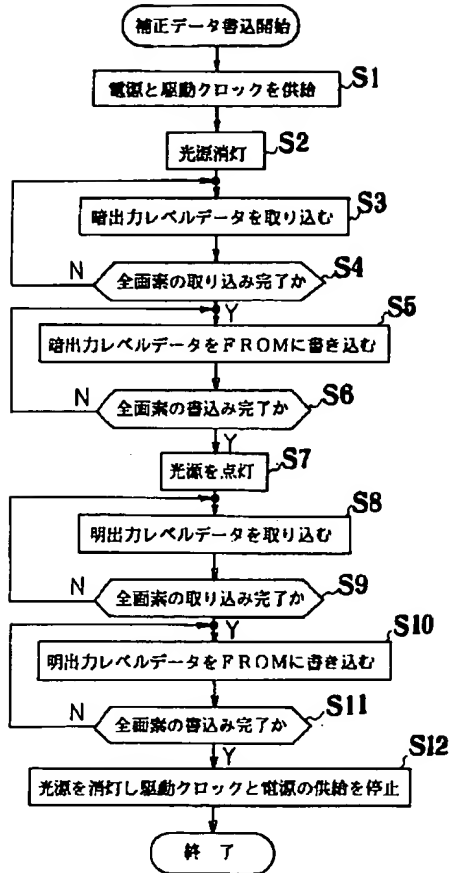 補正データ書込開始
電源と駆動クロックを供給
S1
光源消灯
S2
暗出力レベルデータを取り込む
S3
全画素の取り込み完了か
S4
N
Y
暗出力レベルデータをFROMに書き込む
S5
全画素の書込み完了か
S6
N
Y
光源を点灯
S7
明出力レベルデータを取り込む
S8
全画素の取り込み完了か
S9
N
Y
明出力レベルデータをFROMに書き込む
S10
全画素の書込み完了か
S11
N
Y
光源を消灯し駆動クロックと電源の供給を停止
S12
終了